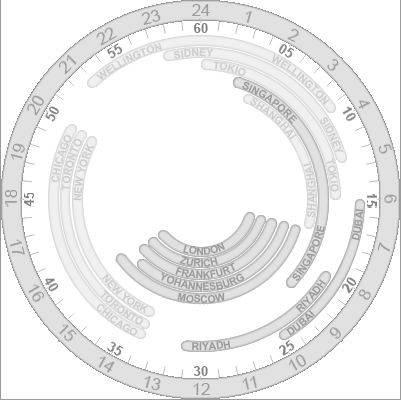 24
1
2
3
4
5
6
7
8
9
10
11
12
13
14
15
16
17
18
19
20
21
22
23
60
05
10
15
20
25
30
35
40
45
50
55
WELLINGTON
WELLINGTON
SiDNEY
SiDNEY
TOKIO
TOKIO
SiNGAPORE
SiNGAPORE
SHANGHAI
SHANGHAI
DUBAI
DUBAI
RIYADH
RIYADH
CHICAGO
CHICAGO
TORONTO
TORONTO
NEW YORK
NEW YORK
LONDON
ZURICH
FRANKFURT
YOHANNESBURG
MOSCOW